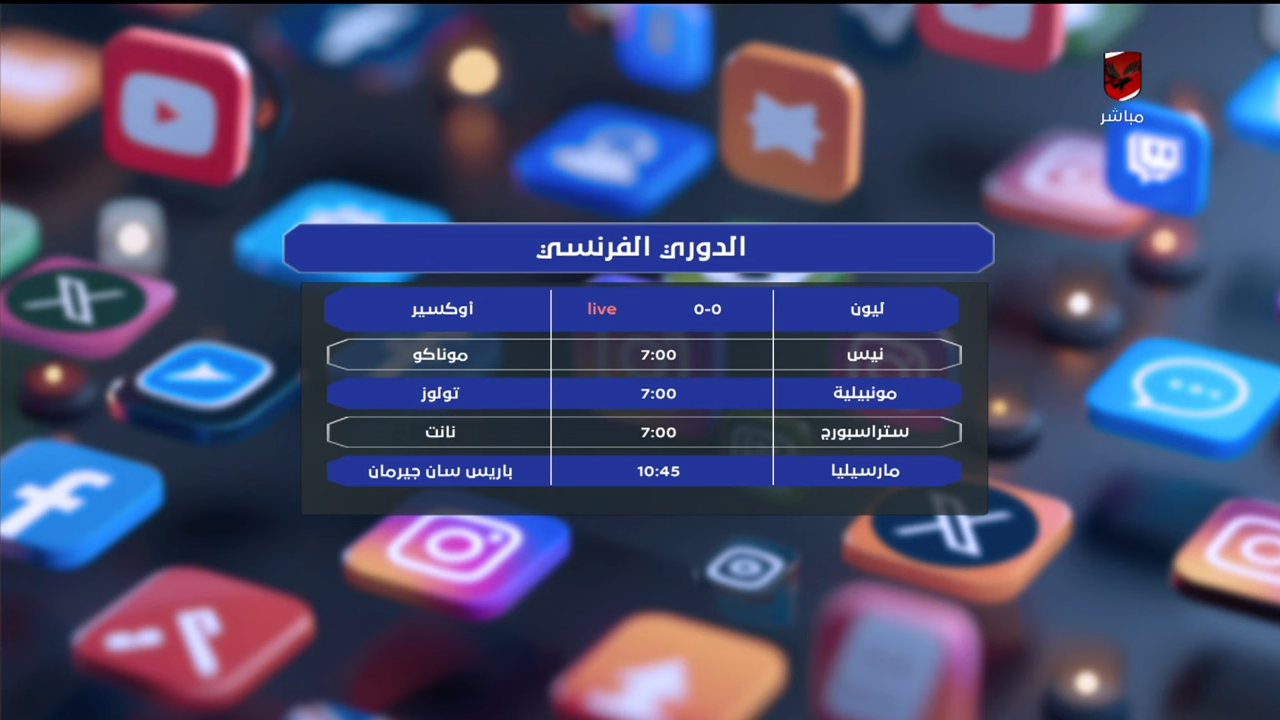 مباشر
الدوري الفرنسي
ليون 0-0 live أوكسير
نيس 7:00 موناكو
مونبيلية 7:00 تولوز
ستراسبورج 7:00 نانت
مارسيليا 10:45 باريس سان جيرمان